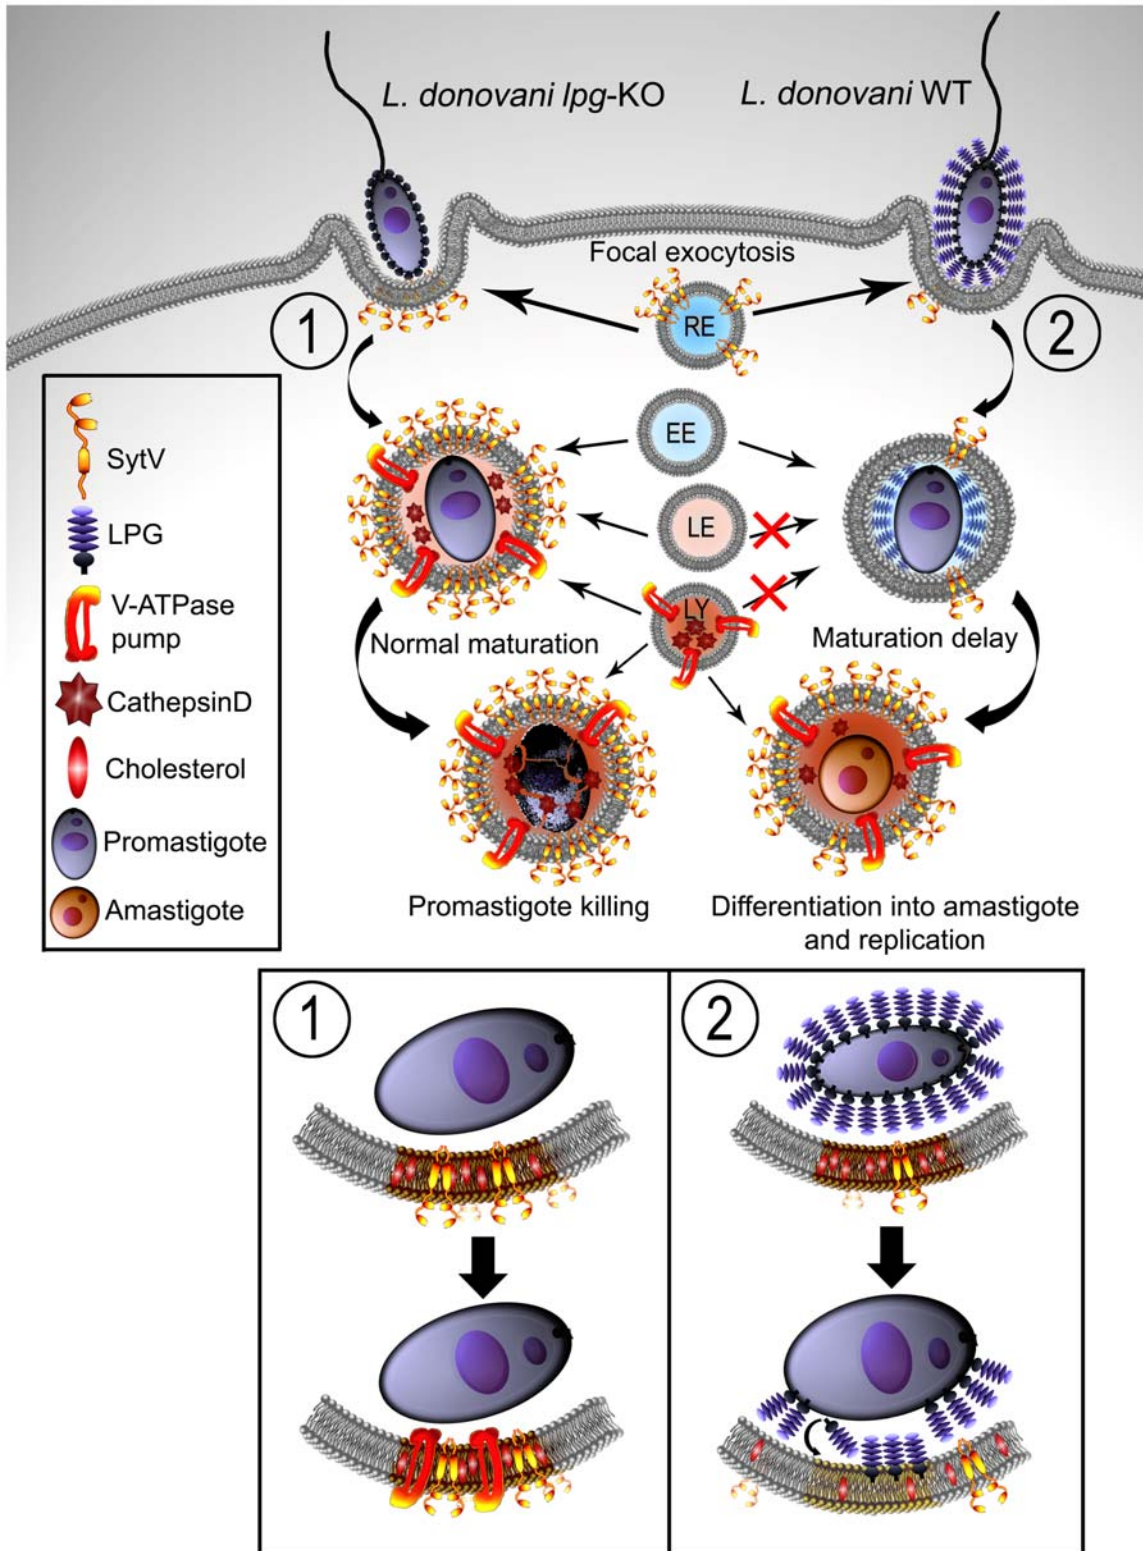 L. donovani lpg-KO
L. donovani WT
Focal exocytosis
1
RE
2
SytV
LPG
V-ATPase
pump
CathepsinD
Cholesterol
Promastigote
Amastigote
EE
LE
LY
Normal maturation
Maturation delay
Promastigote killing
Differentiation into amastigote
and replication
1
2